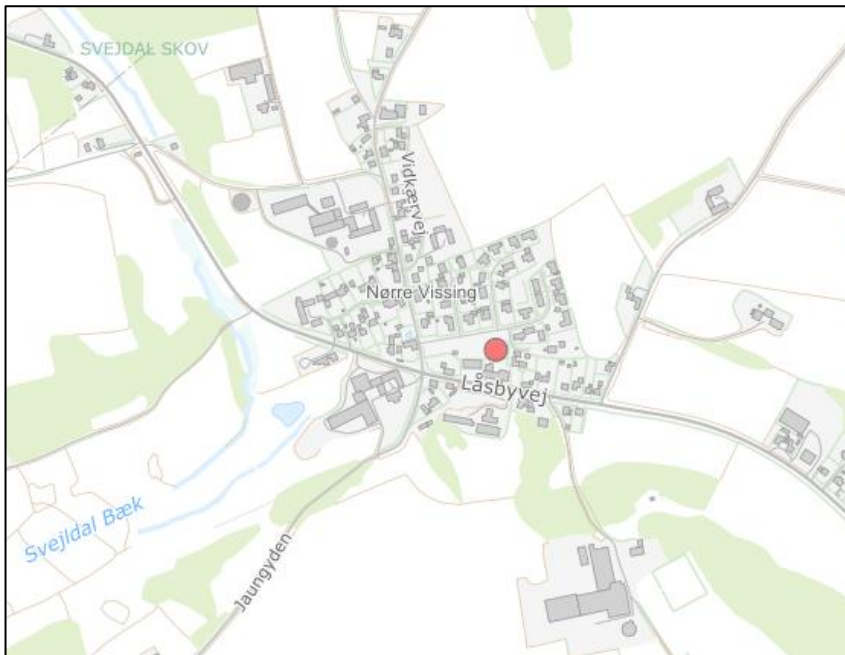 SVEJDAL SKOV
Vidkærvej
Nørre Vissing
Låsbyvej
Svejldal Bæk
Jaungyden